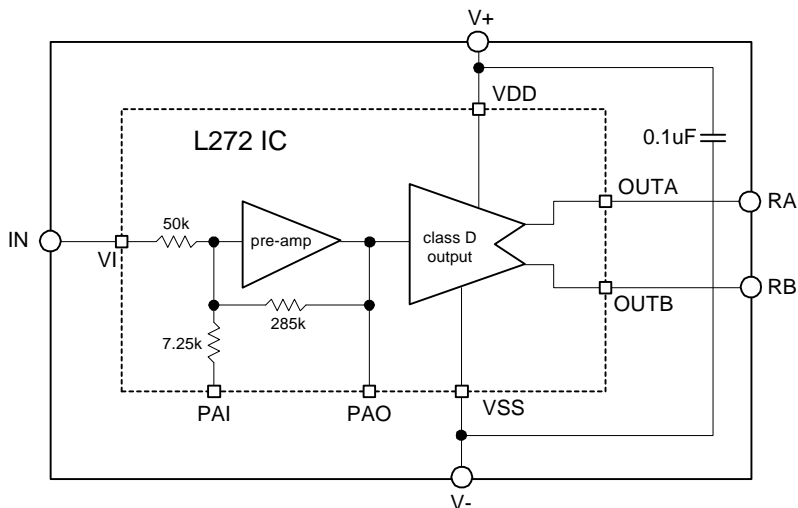 V+
VDD
L272 IC
0.1uF
OUTA
RA
50k
IN
VI
pre-amp
class D
output
RB
OUTB
285k
7.25k
PAI
PAO
VSS
V-